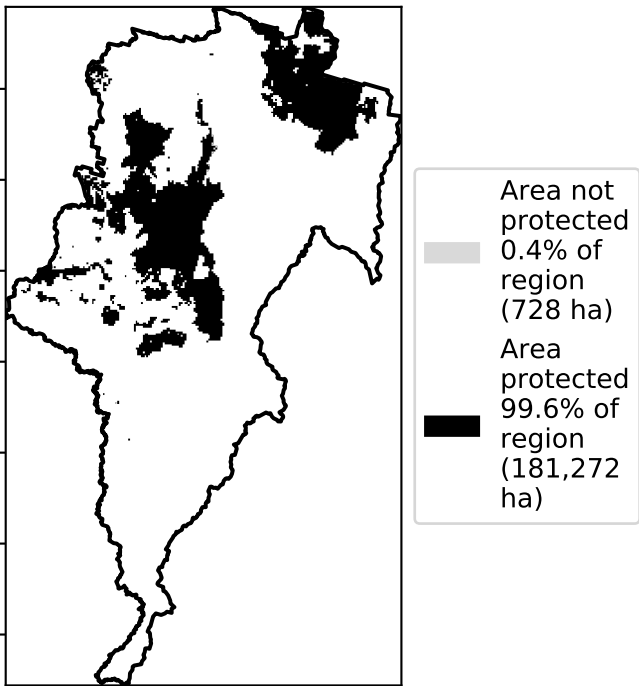 Area not
protected
0.4% of
region
(728 ha)
Area
protected
99.6% of
region
(181,272
ha)